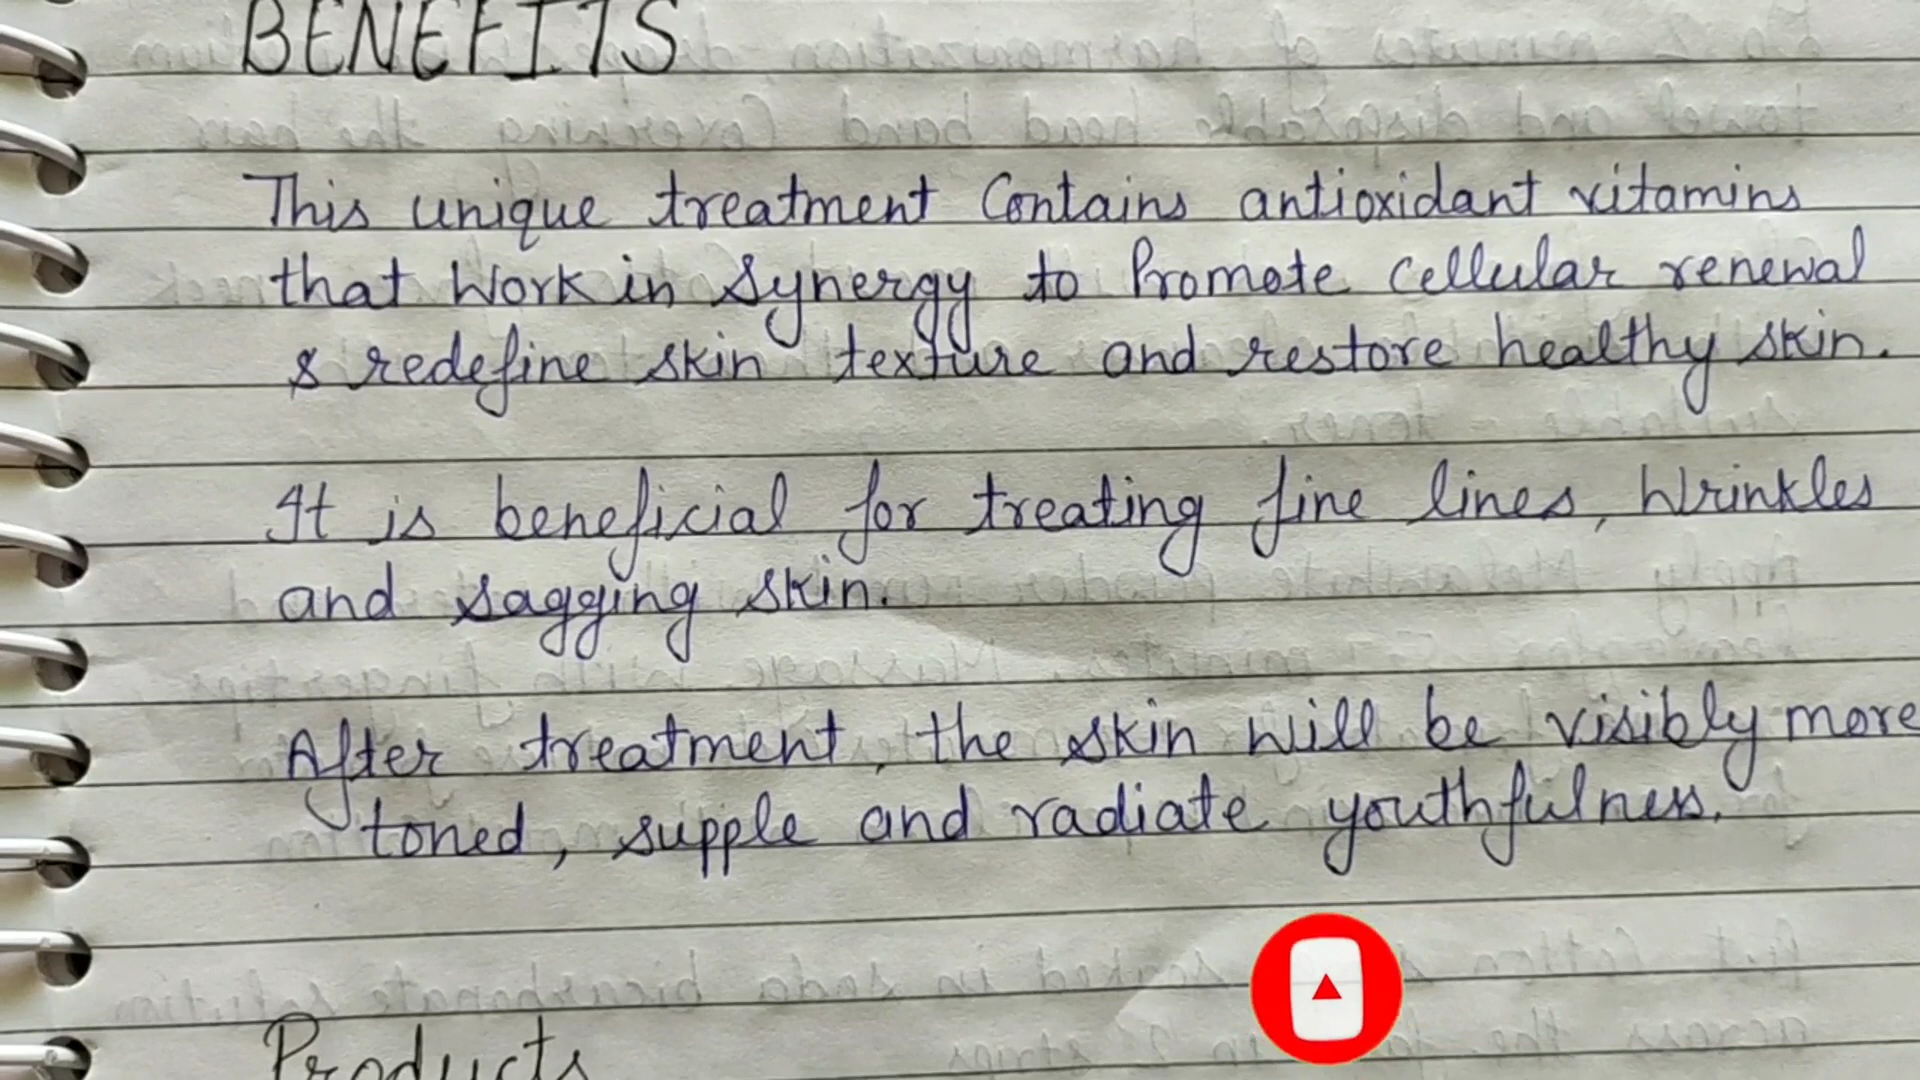 BENEFITS
This unique treatment Contains antioxidant vitamins
that Work in Synergy to Promote Cellular renewal
& redefine skin texture and restore healthy skin.
It is beneficial for treating fine lines, Wrinkles
and sagging skin.
After treatment, the skin will be visibly more
toned, supple and radiate youthfulness.
Products